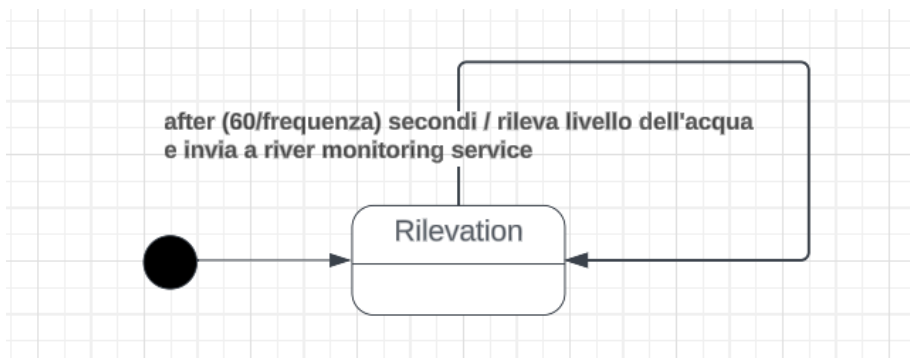 after (60/frequenza) secondi / rileva livello dell'acqua
e invia a river monitoring service
Rilevation